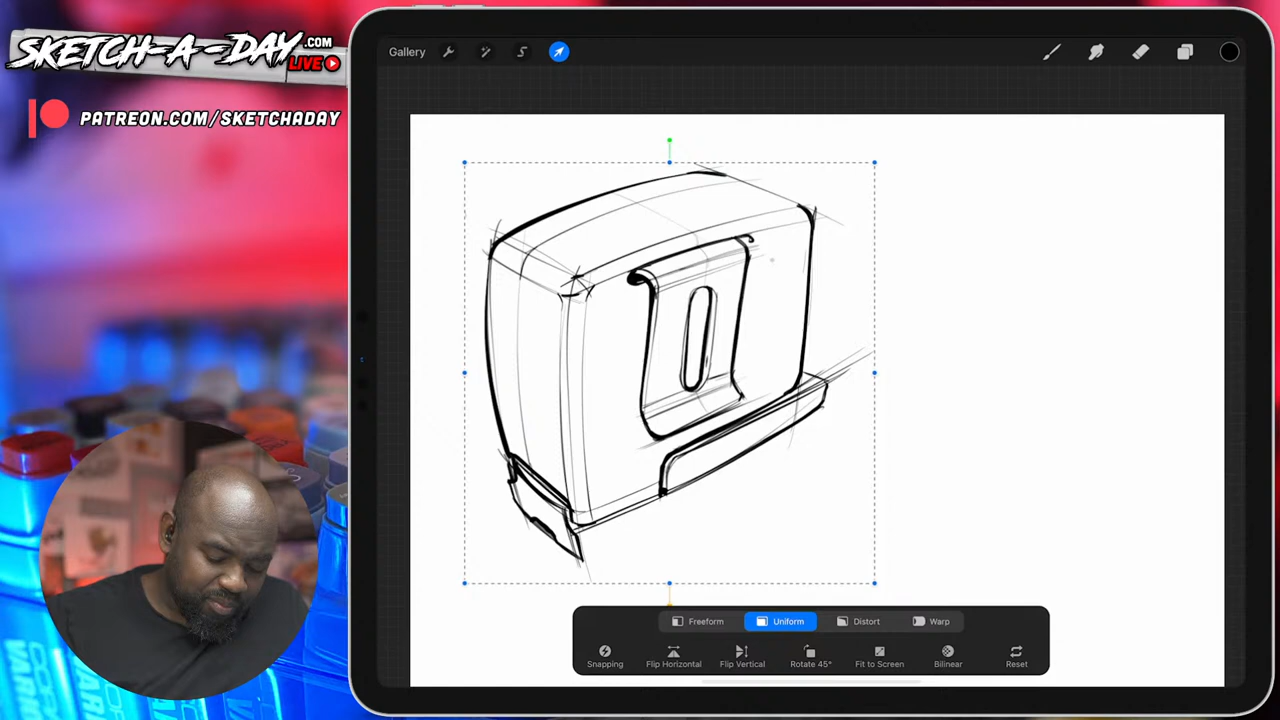 SKETCH-A-DAY.COM
LIVE
PATREON.COM/SKETCHADAY
Gallery
Freeform
Uniform
Distort
Warp
Snapping
Flip Horizontal
Flip Vertical
Rotate 45°
Fit to Screen
Bilinear
Reset